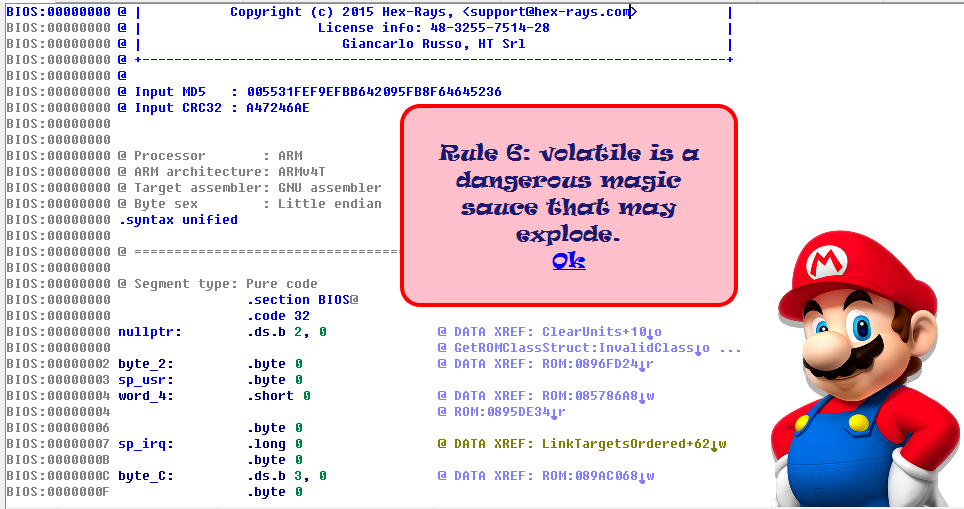 BIOS:00000000 @ | Copyright (c) 2015 Hex-Rays, <support@hex-rays.com> |
BIOS:00000000 @ | License info: 48-3255-7514-28 |
BIOS:00000000 @ | Giancarlo Russo, HT Srl |
BIOS:00000000 @ +-------------------------------------------------------------------------+
BIOS:00000000 @
BIOS:00000000 @ Input MD5 : 005531FEF9EFBB642095FB8F64645236
BIOS:00000000 @ Input CRC32 : A47246AE
BIOS:00000000
BIOS:00000000
BIOS:00000000 @ Processor : ARM
BIOS:00000000 @ ARM architecture: ARMv4T
BIOS:00000000 @ Target assembler: GNU assembler
BIOS:00000000 @ Byte sex : Little endian
BIOS:00000000 .syntax unified
BIOS:00000000
BIOS:00000000 @ =================================
BIOS:00000000
BIOS:00000000 @ Segment type: Pure code
BIOS:00000000 .section BIOS@
BIOS:00000000 .code 32
BIOS:00000000 nullptr: .ds.b 2, 0 @ DATA XREF: ClearUnits+10↓o
BIOS:00000000 @ GetROMClassStruct:InvalidClass↓o ...
BIOS:00000002 byte_2: .byte 0 @ DATA XREF: ROM:0896FD24↓r
BIOS:00000003 sp_usr: .byte 0
BIOS:00000004 word_4: .short 0 @ DATA XREF: ROM:085786A8↓w
BIOS:00000004 @ ROM:0895DE34↓r
BIOS:00000006 .byte 0
BIOS:00000007 sp_irq: .long 0 @ DATA XREF: LinkTargetsOrdered+62↓w
BIOS:0000000B .byte 0
BIOS:0000000C byte_C: .ds.b 3, 0 @ DATA XREF: ROM:089AC068↓w
BIOS:0000000F .byte 0
Rule 6: volatile is a
dangerous magic
sauce that may
explode.
Ok
M